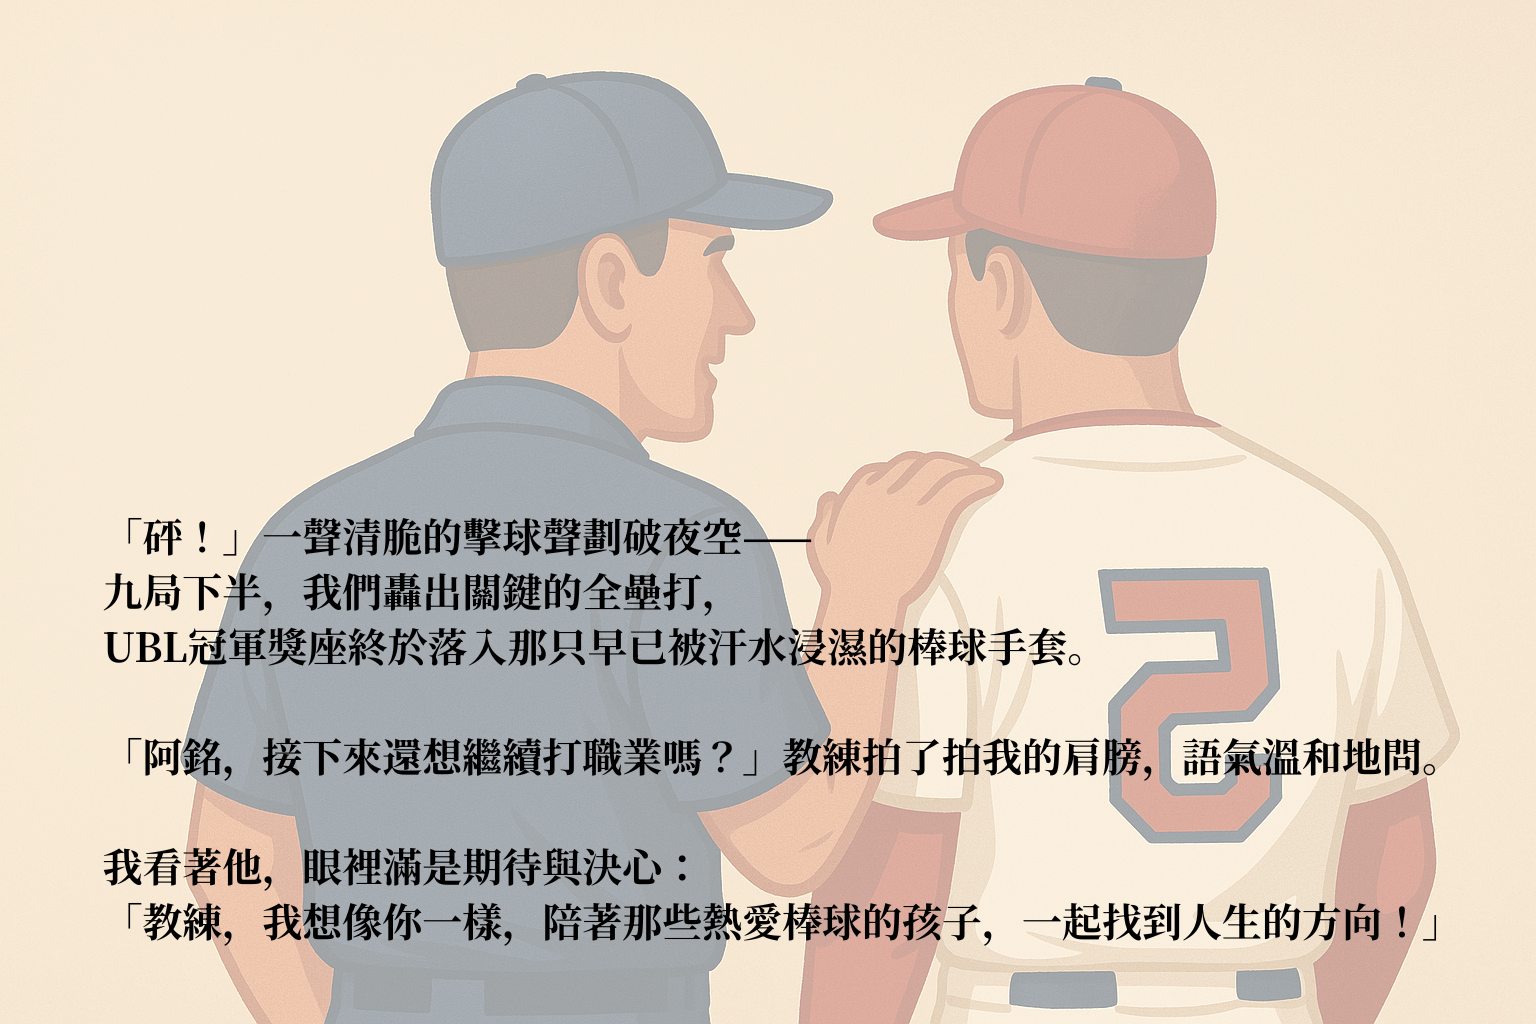 「砰！」一聲清脆的擊球聲劃破夜空——
九局下半，我們轟出關鍵的全壘打，
UBL冠軍獎座終於落入那只早已被汗水浸濕的棒球手套。
「阿銘，接下來還想繼續打職業嗎？」教練拍了拍我的肩膀，語氣溫和地問。
我看著他，眼裡滿是期待與決心：
「教練，我想像你一樣，陪著那些熱愛棒球的孩子，一起找到人生的方向！」
5